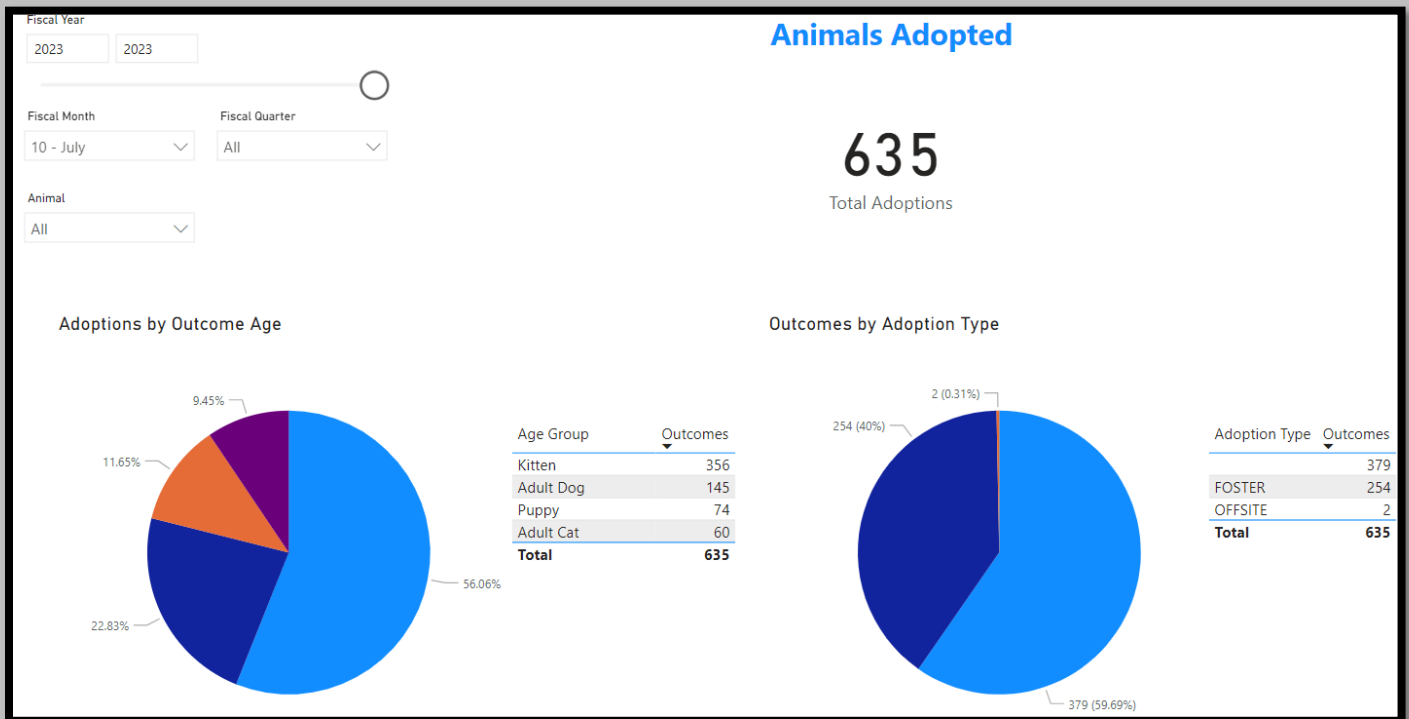 Fiscal Year
2023 2023
Animals Adopted
Fiscal Month Fiscal Quarter
10 - July All
635
Total Adoptions
Animal
All
Adoptions by Outcome Age
9.45%
11.65%
22.83%
56.06%
Age Group Outcomes
Kitten 356
Adult Dog 145
Puppy 74
Adult Cat 60
Total 635
Outcomes by Adoption Type
2 (0.31%)
254 (40%)
379 (59.69%)
Adoption Type Outcomes
379
FOSTER 254
OFFSITE 2
Total 635